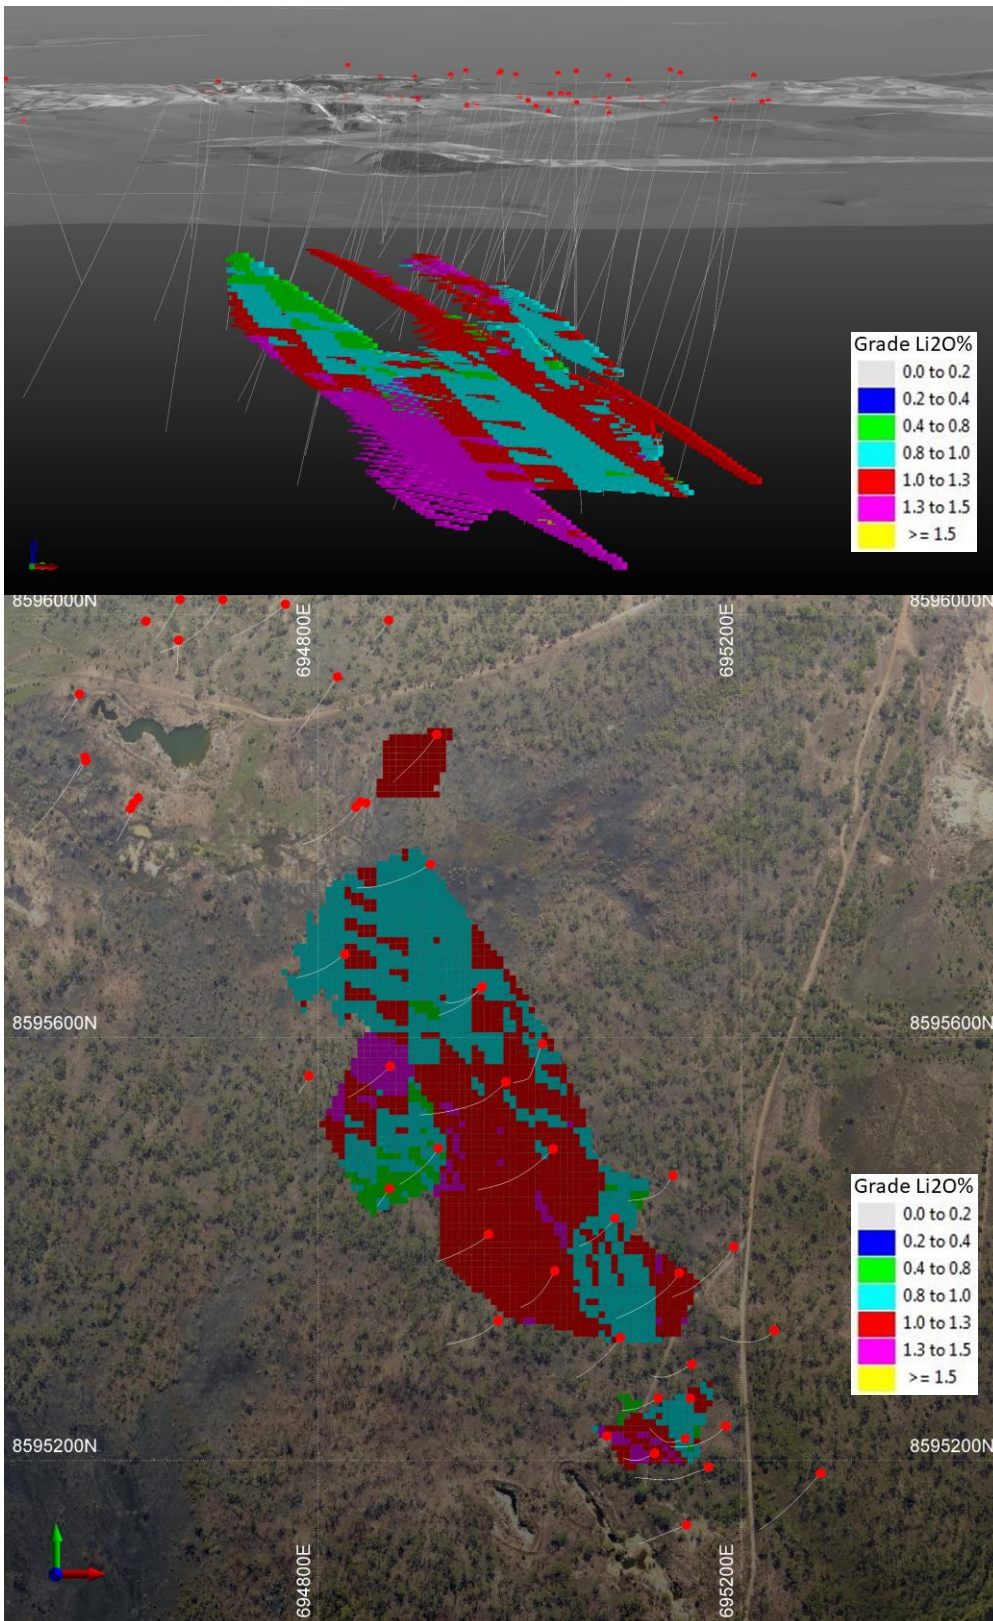 Grade Li2O%
0.0 to 0.2
0.2 to 0.4
0.4 to 0.8
0.8 to 1.0
1.0 to 1.3
1.3 to 1.5
>= 1.5
8596000N
694800E
695200E
8596000N
8595600N
8595600N
Grade Li2O%
0.0 to 0.2
0.2 to 0.4
0.4 to 0.8
0.8 to 1.0
1.0 to 1.3
1.3 to 1.5
>= 1.5
8595200N
8595200N
694800E
695200E